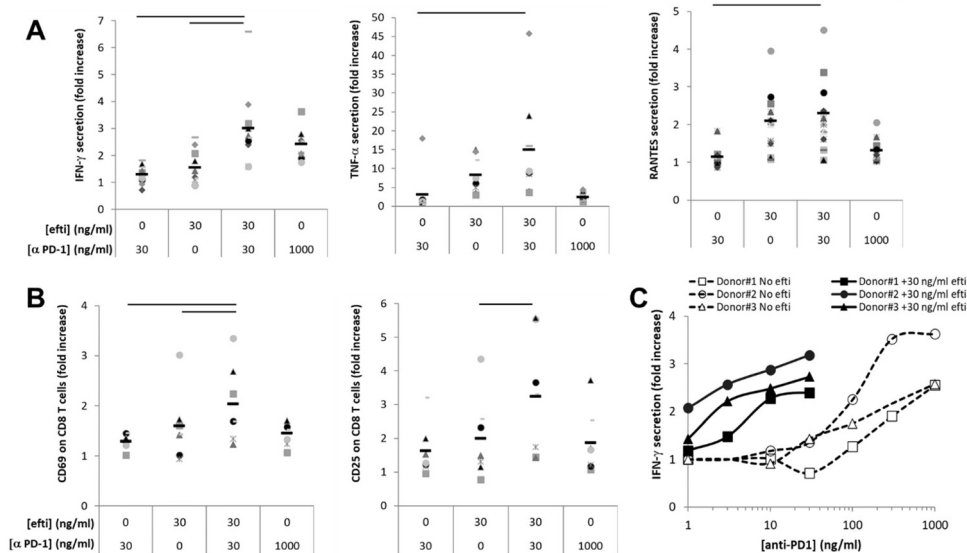 A
IFN-γ secretion (fold increase)
7
6
5
4
3
2
1
0
[efti] (ng/ml)
0 30 30 0
[α PD-1] (ng/ml)
30 0 30 1000
TNF-α secretion (fold increase)
50
45
40
35
30
25
20
15
10
5
0
0 30 30 0
30 0 30 1000
RANTES secretion (fold increase)
5
4
3
2
1
0
0 30 30 0
30 0 30 1000
B
CD69 on CD8 T cells (fold increase)
4
3
2
1
0
[efti] (ng/ml)
0 30 30 0
[α PD-1] (ng/ml)
30 0 30 1000
CD25 on CD8 T cells (fold increase)
6
5
4
3
2
1
0
0 30 30 0
30 0 30 1000
C
Donor#1 No efti
Donor#2 No efti
Donor#3 No efti
Donor#1 +30 ng/ml efti
Donor#2 +30 ng/ml efti
Donor#3 +30 ng/ml efti
IFN-γ secretion (fold increase)
4
3
2
1
0
1 10 100 1000
[anti-PD1] (ng/ml)